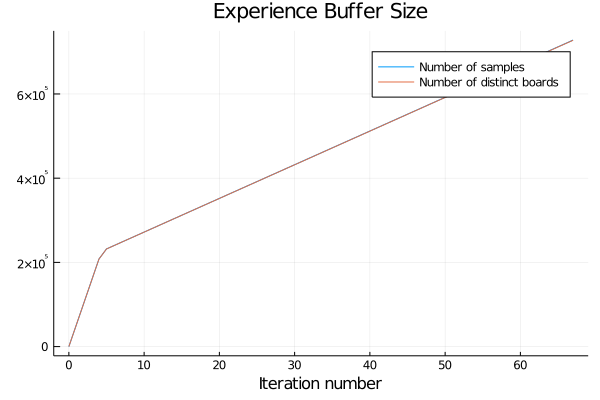 Experience Buffer Size
Number of samples
Number of distinct boards
6×10⁵
4×10⁵
2×10⁵
0
0 10 20 30 40 50 60
Iteration number